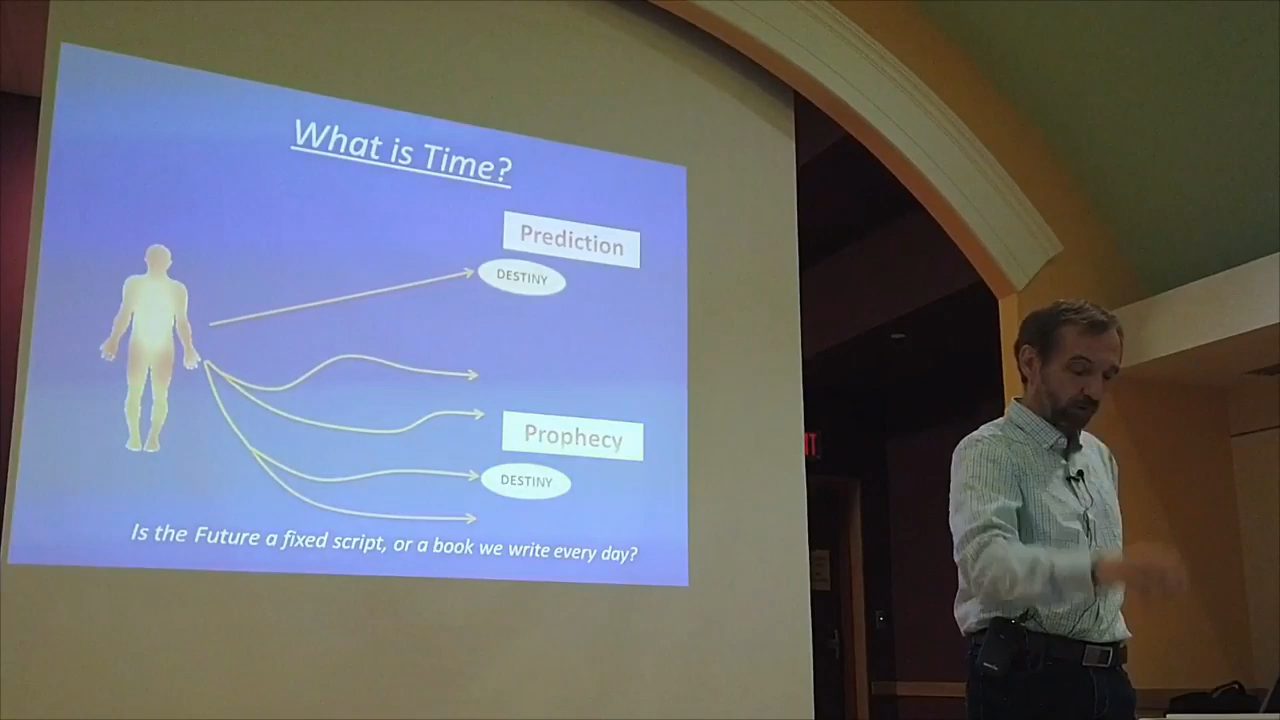 What is Time?
Prediction
DESTINY
Prophecy
DESTINY
Is the Future a fixed script, or a book we write every day?